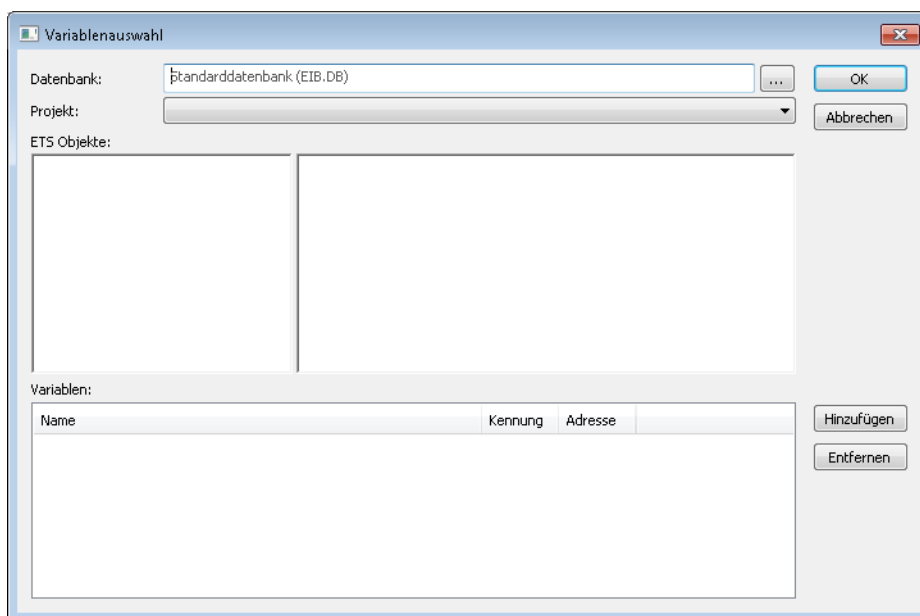 Variablenauswahl
Datenbank: Standarddatenbank (EIB.DB) ... OK
Projekt: Abbrechen
ETS Objekte:
Variablen:
Name Kennung Adresse Hinzufügen
Entfernen